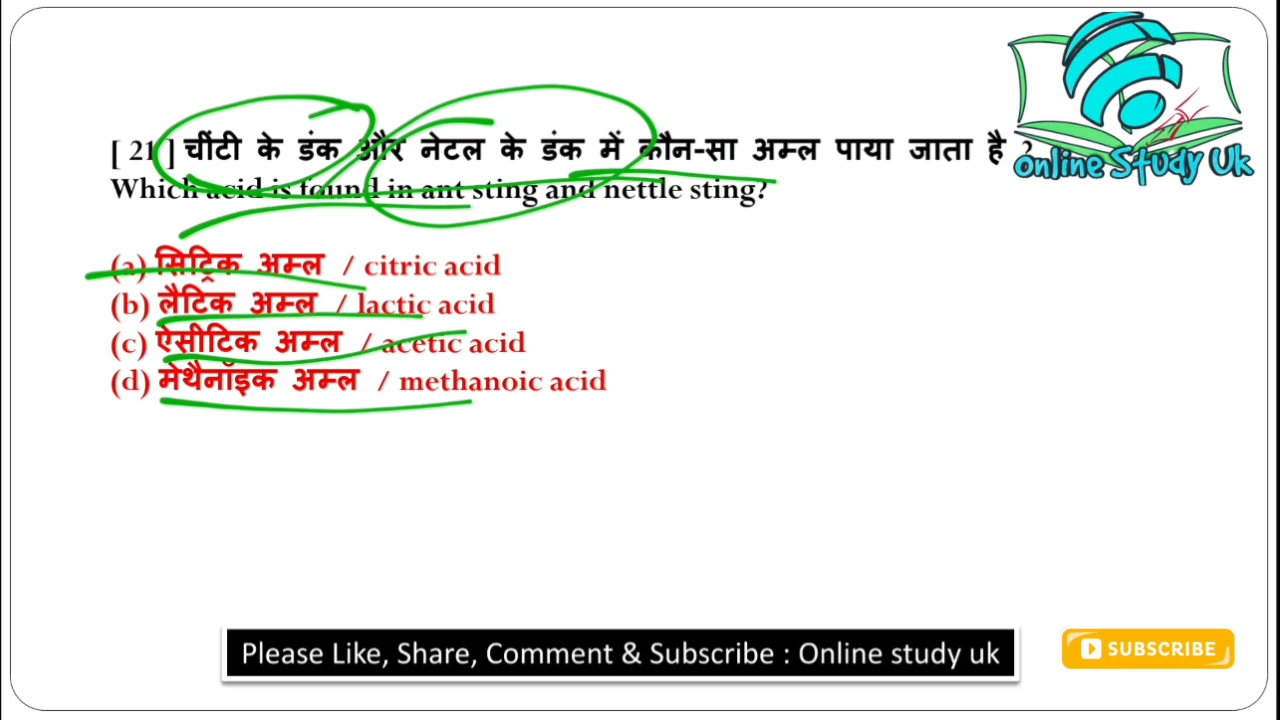 [ 21 ] चींटी के डंक और नेटल के डंक में कौन-सा अम्ल पाया जाता है ?
Which acid is found in ant sting and nettle sting?
(a) सिट्रिक अम्ल / citric acid
(b) लैटिक अम्ल / lactic acid
(c) ऐसीटिक अम्ल / acetic acid
(d) मेथैनॉइक अम्ल / methanoic acid
Online Study Uk
Please Like, Share, Comment & Subscribe : Online study uk
SUBSCRIBE